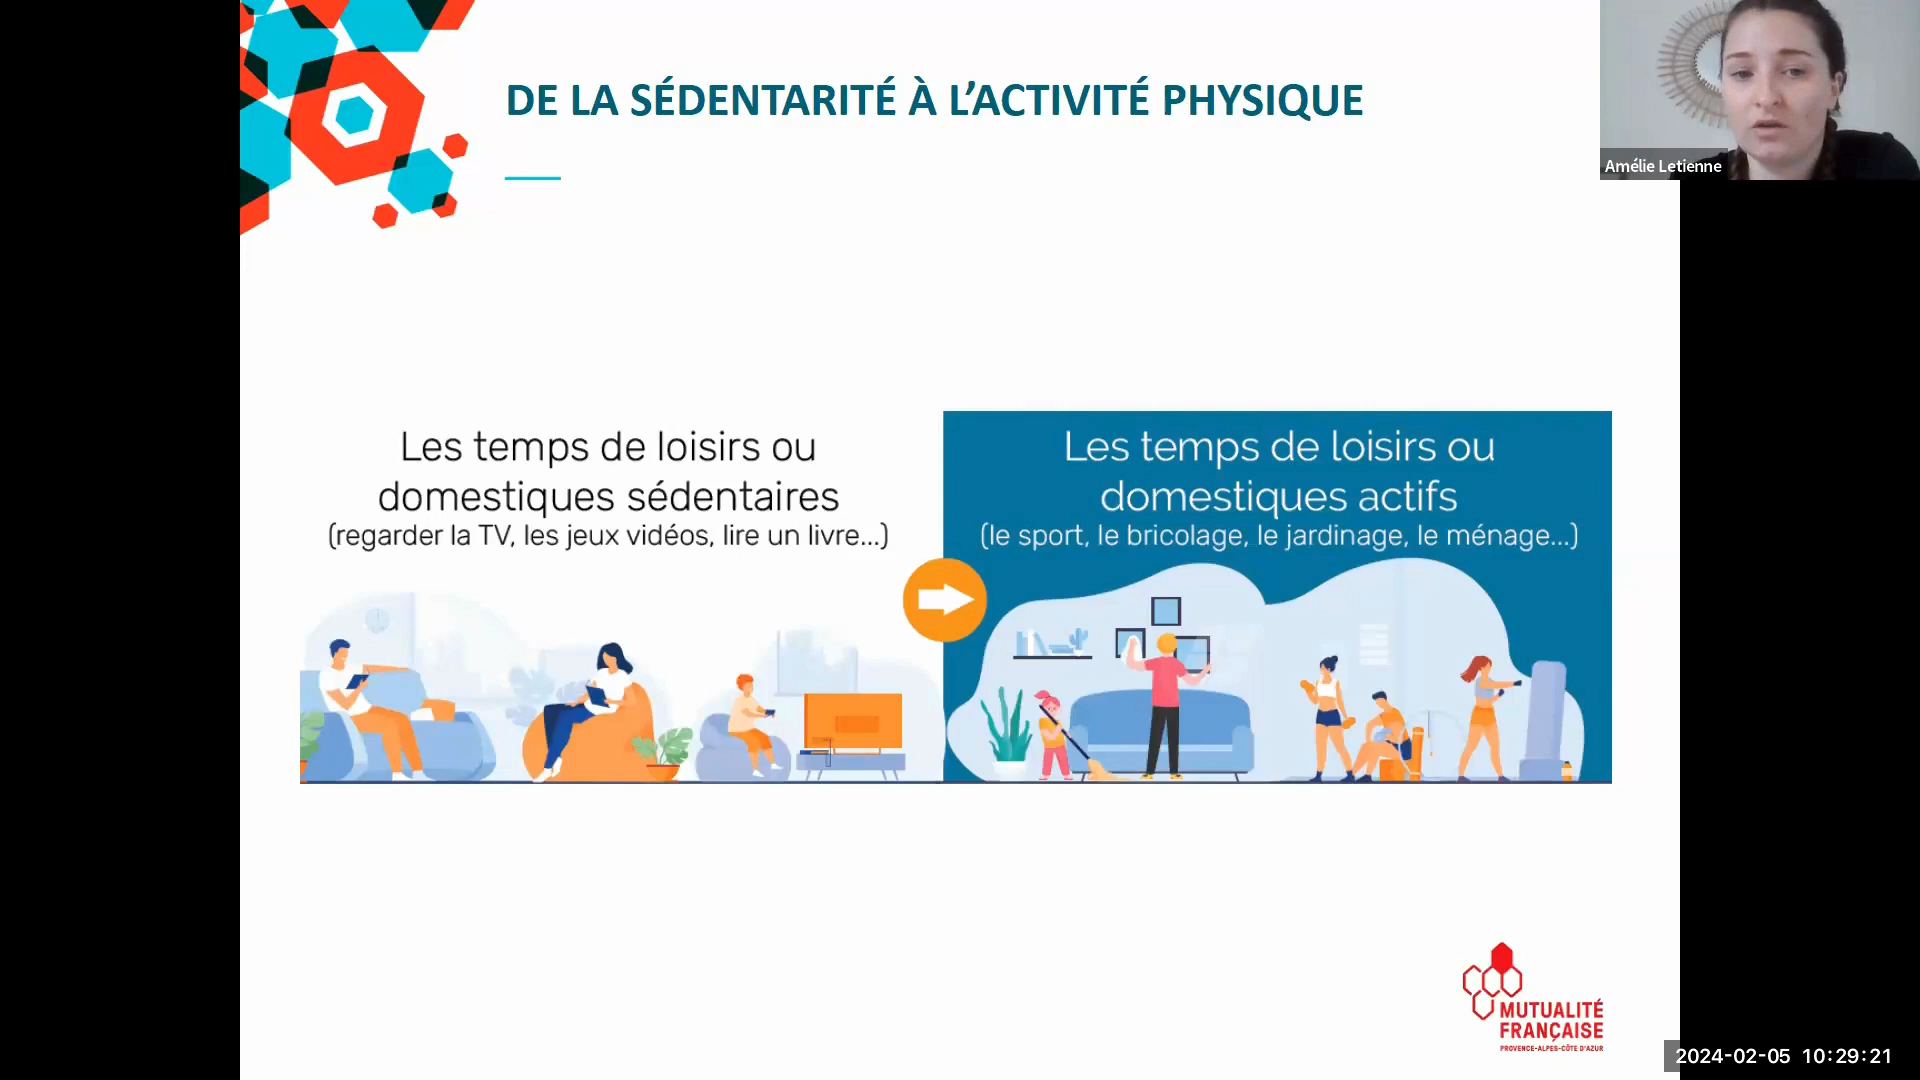 DE LA SÉDENTARITÉ À L’ACTIVITÉ PHYSIQUE
Amélie Letienne
Les temps de loisirs ou
domestiques sédentaires
(regarder la TV, les jeux vidéos, lire un livre...)
Les temps de loisirs ou
domestiques actifs
(le sport, le bricolage, le jardinage, le ménage...)
MUTUALITÉ
FRANÇAISE
PROVENCE-ALPES-CÔTE D'AZUR
2024-02-05 10:29:21